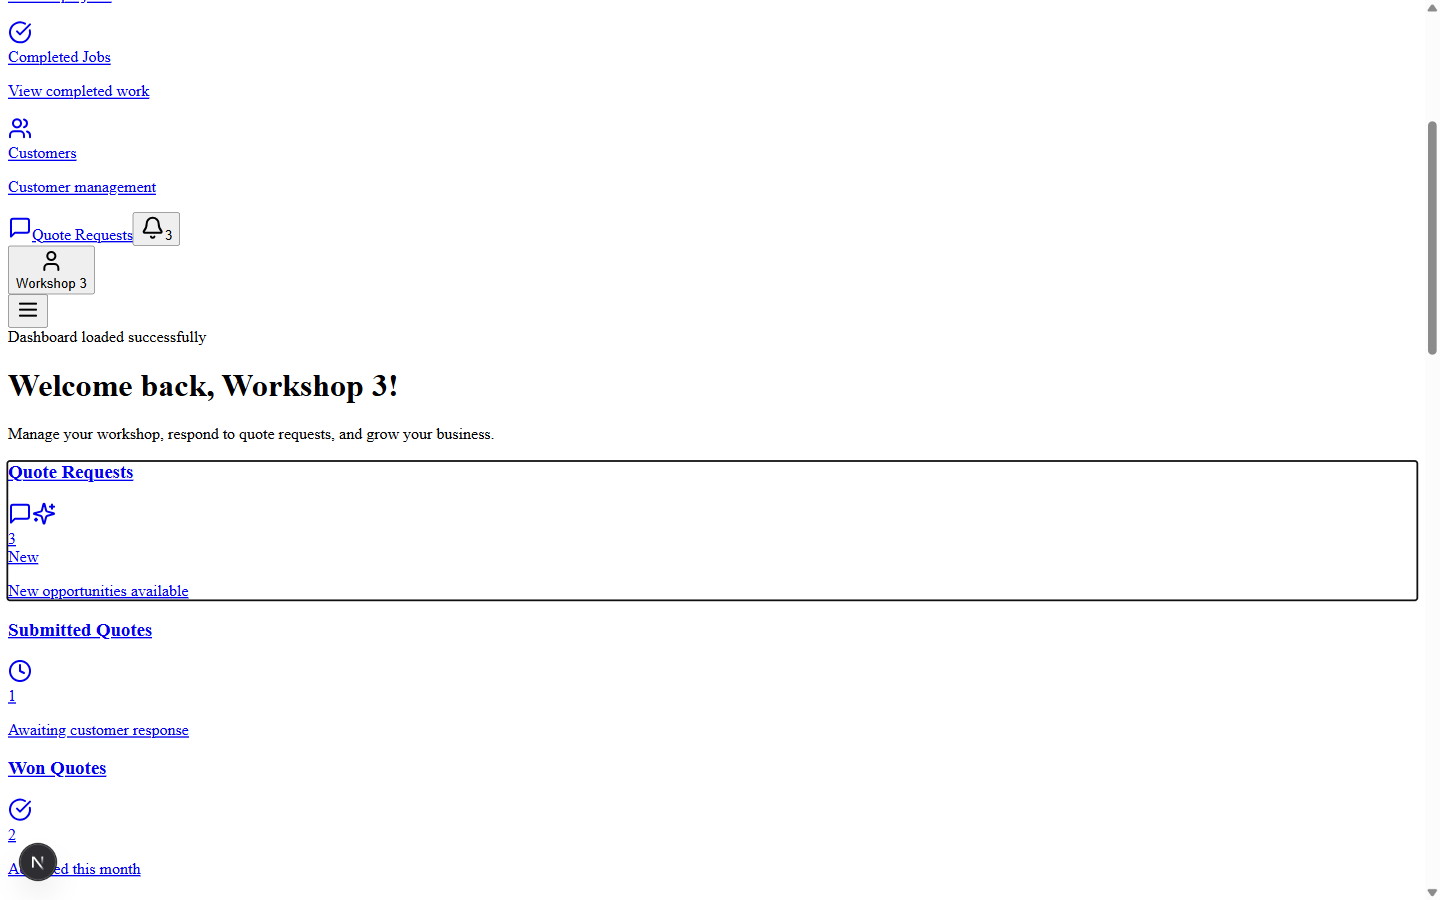 Completed Jobs
View completed work
Customers
Customer management
Quote Requests 3
Workshop 3
Dashboard loaded successfully
Welcome back, Workshop 3!
Manage your workshop, respond to quote requests, and grow your business.
Quote Requests
3
New
New opportunities available
Submitted Quotes
1
Awaiting customer response
Won Quotes
2
N
this month